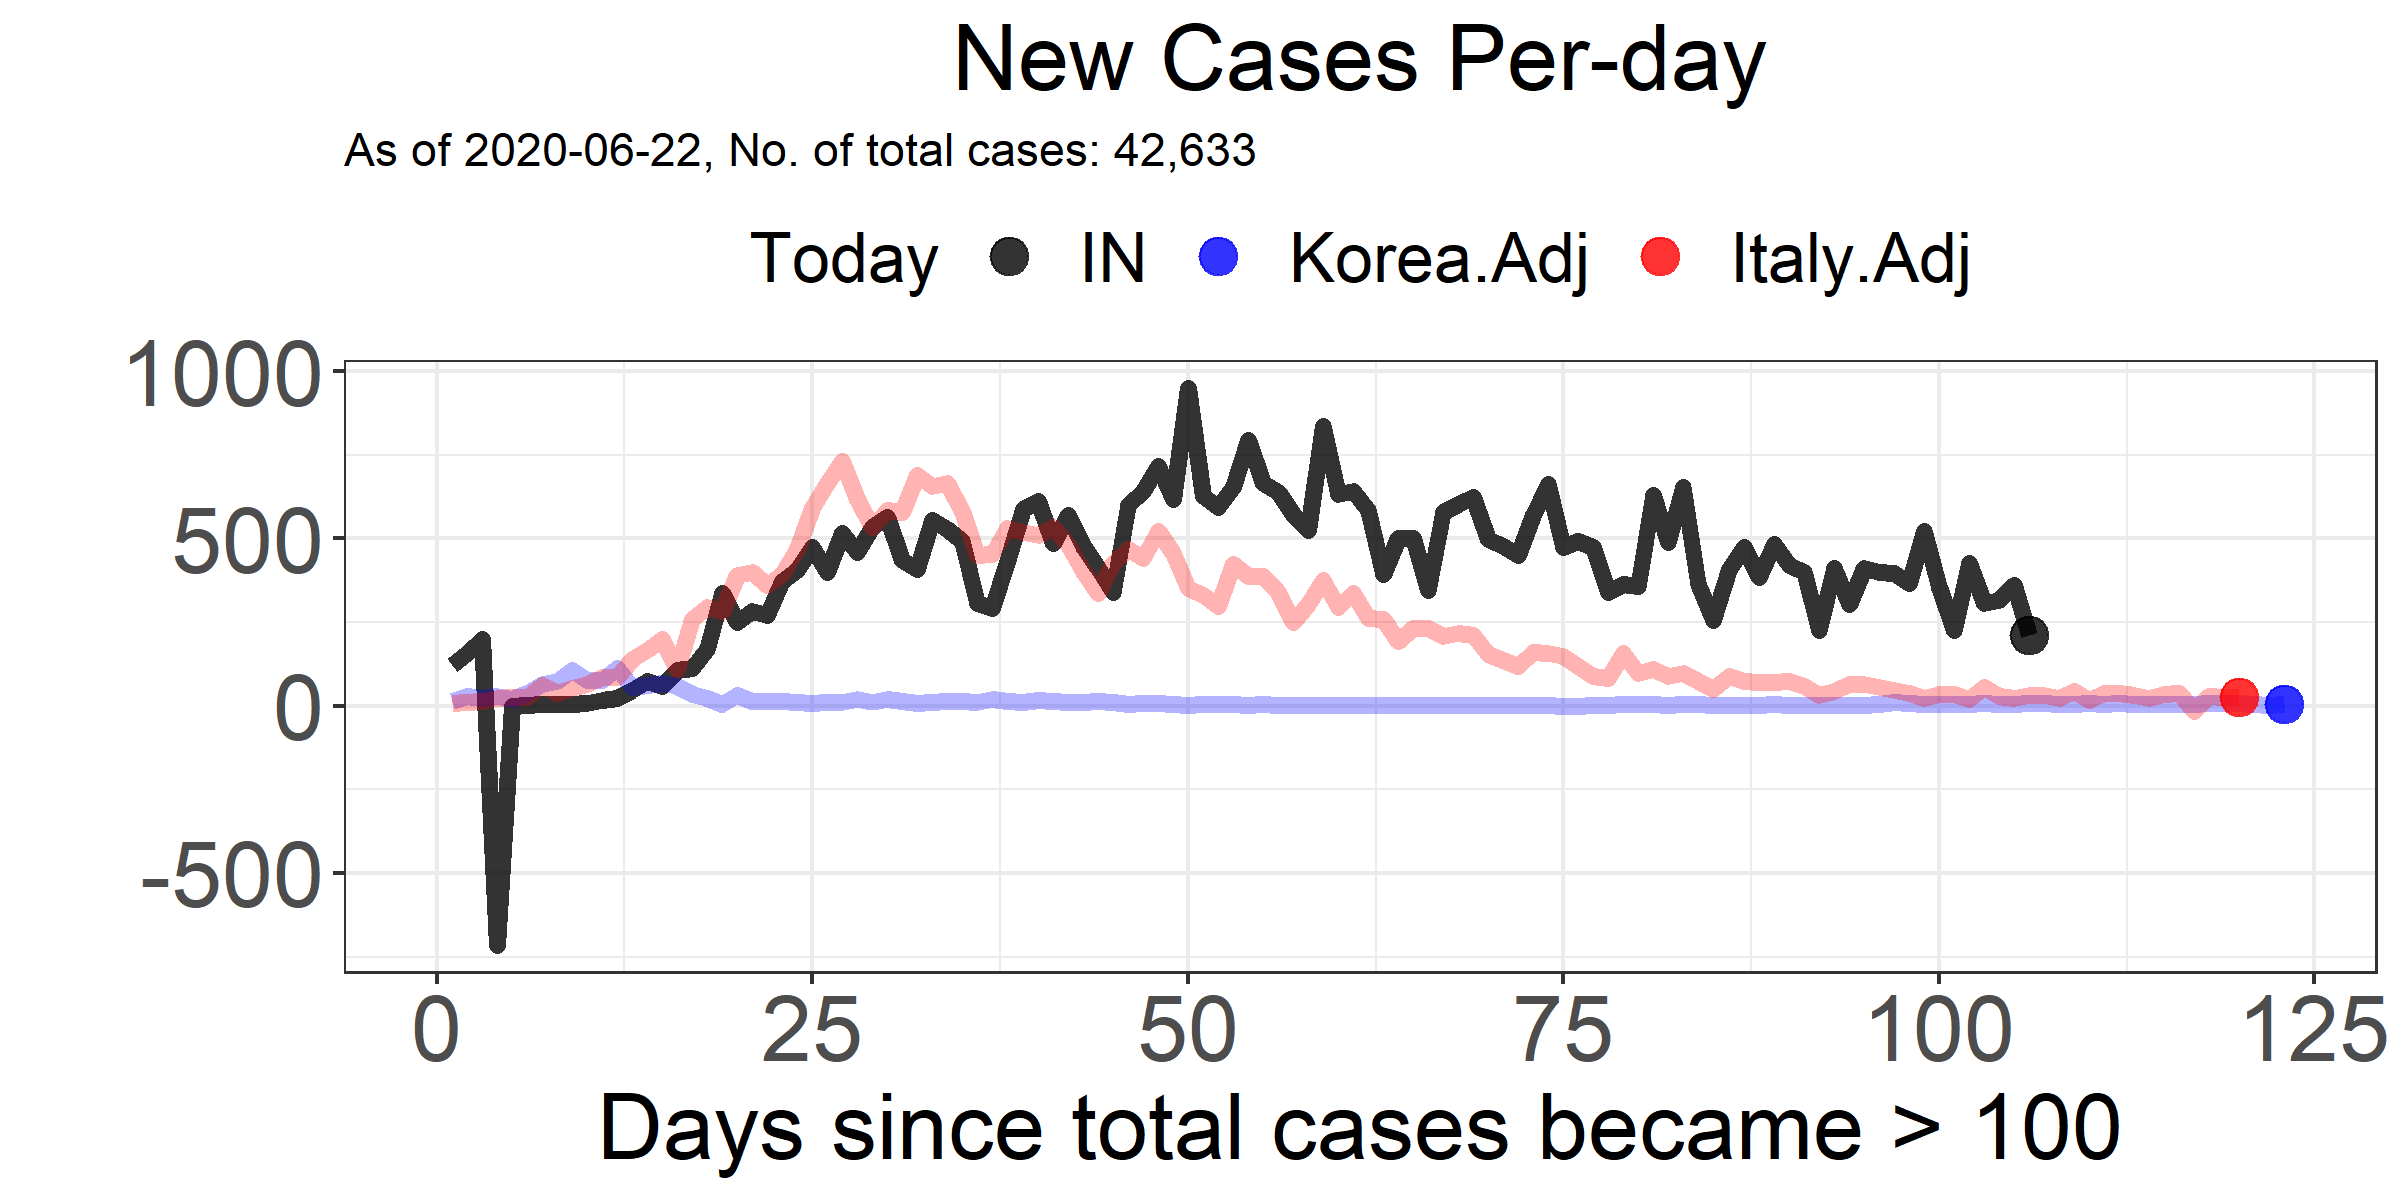 New Cases Per-day
As of 2020-06-22, No. of total cases: 42,633
Today IN Korea.Adj Italy.Adj
1000
500
0
-500
0 25 50 75 100 125
Days since total cases became > 100